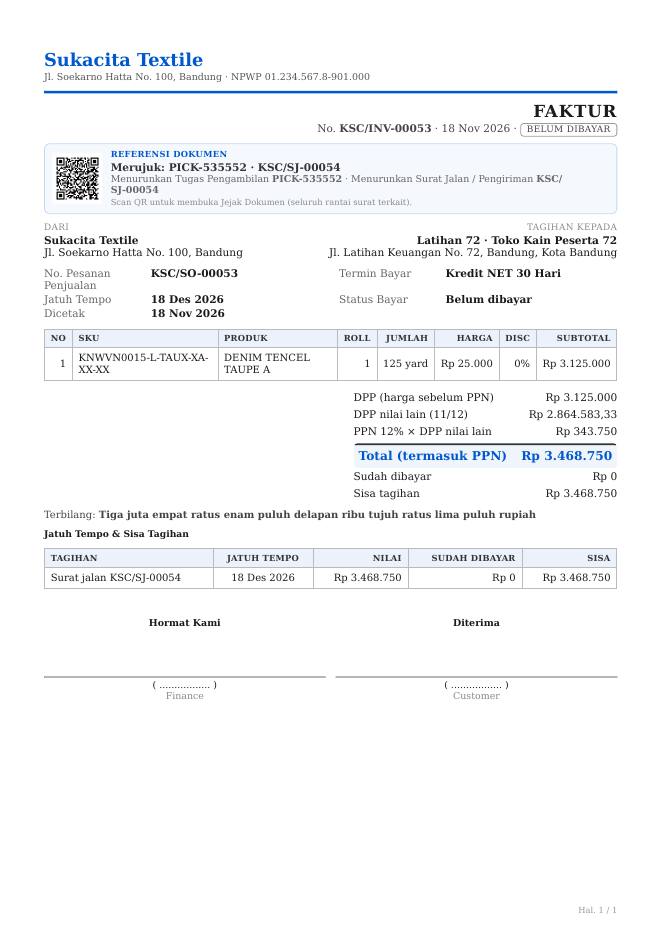 Sukacita Textile
Jl. Soekarno Hatta No. 100, Bandung · NPWP 01.234.567.8-901.000
FAKTUR
No. KSC/INV-00053 · 18 Nov 2026 · BELUM DIBAYAR
REFERENSI DOKUMEN
Merujuk: PICK-535552 · KSC/SJ-00054
Menurunkan Tugas Pengambilan PICK-535552 · Menurunkan Surat Jalan / Pengiriman KSC/
SJ-00054
Scan QR untuk membuka Jejak Dokumen (seluruh rantai surat terkait).
DARI TAGIHAN KEPADA
Sukacita Textile Latihan 72 · Toko Kain Peserta 72
Jl. Soekarno Hatta No. 100, Bandung Jl. Latihan Keuangan No. 72, Bandung, Kota Bandung
No. Pesanan KSC/SO-00053 Termin Bayar Kredit NET 30 Hari
Penjualan
Jatuh Tempo 18 Des 2026 Status Bayar Belum dibayar
Dicetak 18 Nov 2026
NO SKU PRODUK ROLL JUMLAH HARGA DISC SUBTOTAL
1 KNWVN0015-L-TAUX-XA- DENIM TENCEL 1 125 yard Rp 25.000 0% Rp 3.125.000
XX-XX TAUPE A
DPP (harga sebelum PPN) Rp 3.125.000
DPP nilai lain (11/12) Rp 2.864.583,33
PPN 12% × DPP nilai lain Rp 343.750
Total (termasuk PPN) Rp 3.468.750
Sudah dibayar Rp 0
Sisa tagihan Rp 3.468.750
Terbilang: Tiga juta empat ratus enam puluh delapan ribu tujuh ratus lima puluh rupiah
Jatuh Tempo & Sisa Tagihan
TAGIHAN JATUH TEMPO NILAI SUDAH DIBAYAR SISA
Surat jalan KSC/SJ-00054 18 Des 2026 Rp 3.468.750 Rp 0 Rp 3.468.750
Hormat Kami Diterima
( ................ ) ( ................ )
Finance Customer
Hal. 1 / 1